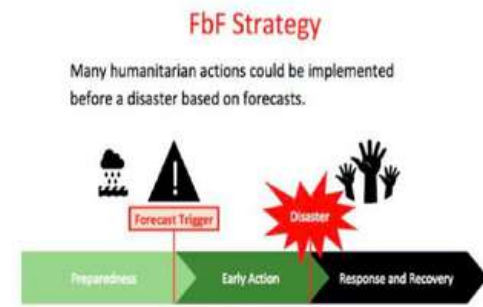 FbF Strategy
Many humanitarian actions could be implemented
before a disaster based on forecasts.
!
Forecast Trigger
Disaster
Preparedness
Early Action
Response and Recovery